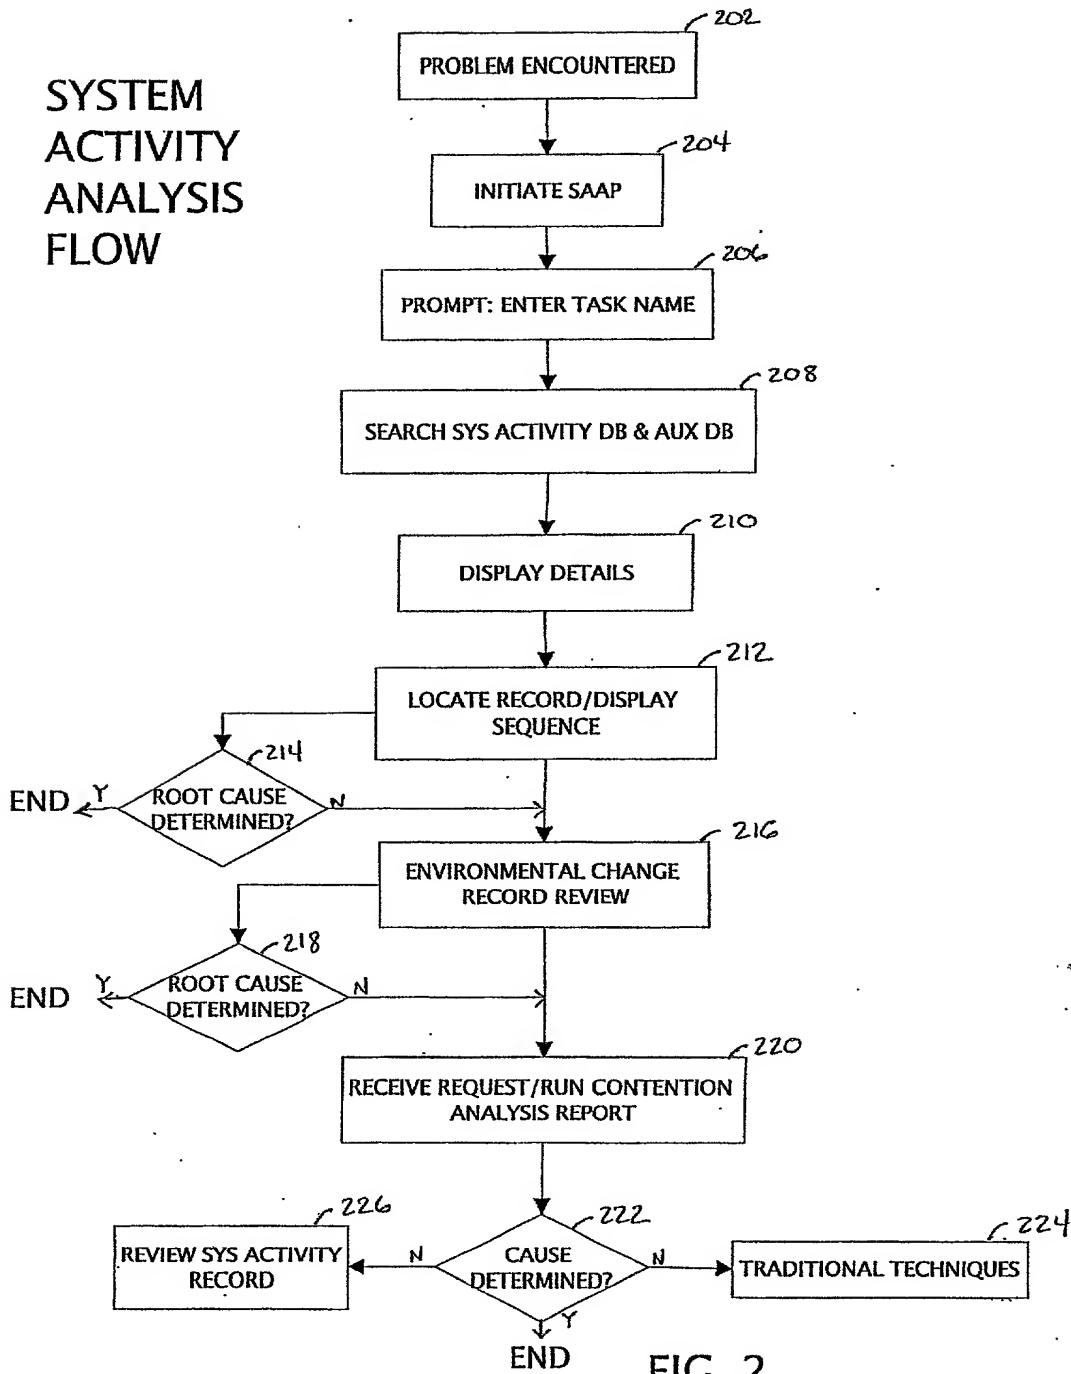 SYSTEM
ACTIVITY
ANALYSIS
FLOW
202
PROBLEM ENCOUNTERED
204
INITIATE SAAP
206
PROMPT: ENTER TASK NAME
208
SEARCH SYS ACTIVITY DB & AUX DB
210
DISPLAY DETAILS
212
LOCATE RECORD/DISPLAY
SEQUENCE
214
ROOT CAUSE
DETERMINED?
Y
END
N
216
ENVIRONMENTAL CHANGE
RECORD REVIEW
218
ROOT CAUSE
DETERMINED?
Y
END
N
220
RECEIVE REQUEST/RUN CONTENTION
ANALYSIS REPORT
222
CAUSE
DETERMINED?
N
226
REVIEW SYS ACTIVITY
RECORD
N
224
TRADITIONAL TECHNIQUES
Y
END
FIG. 2